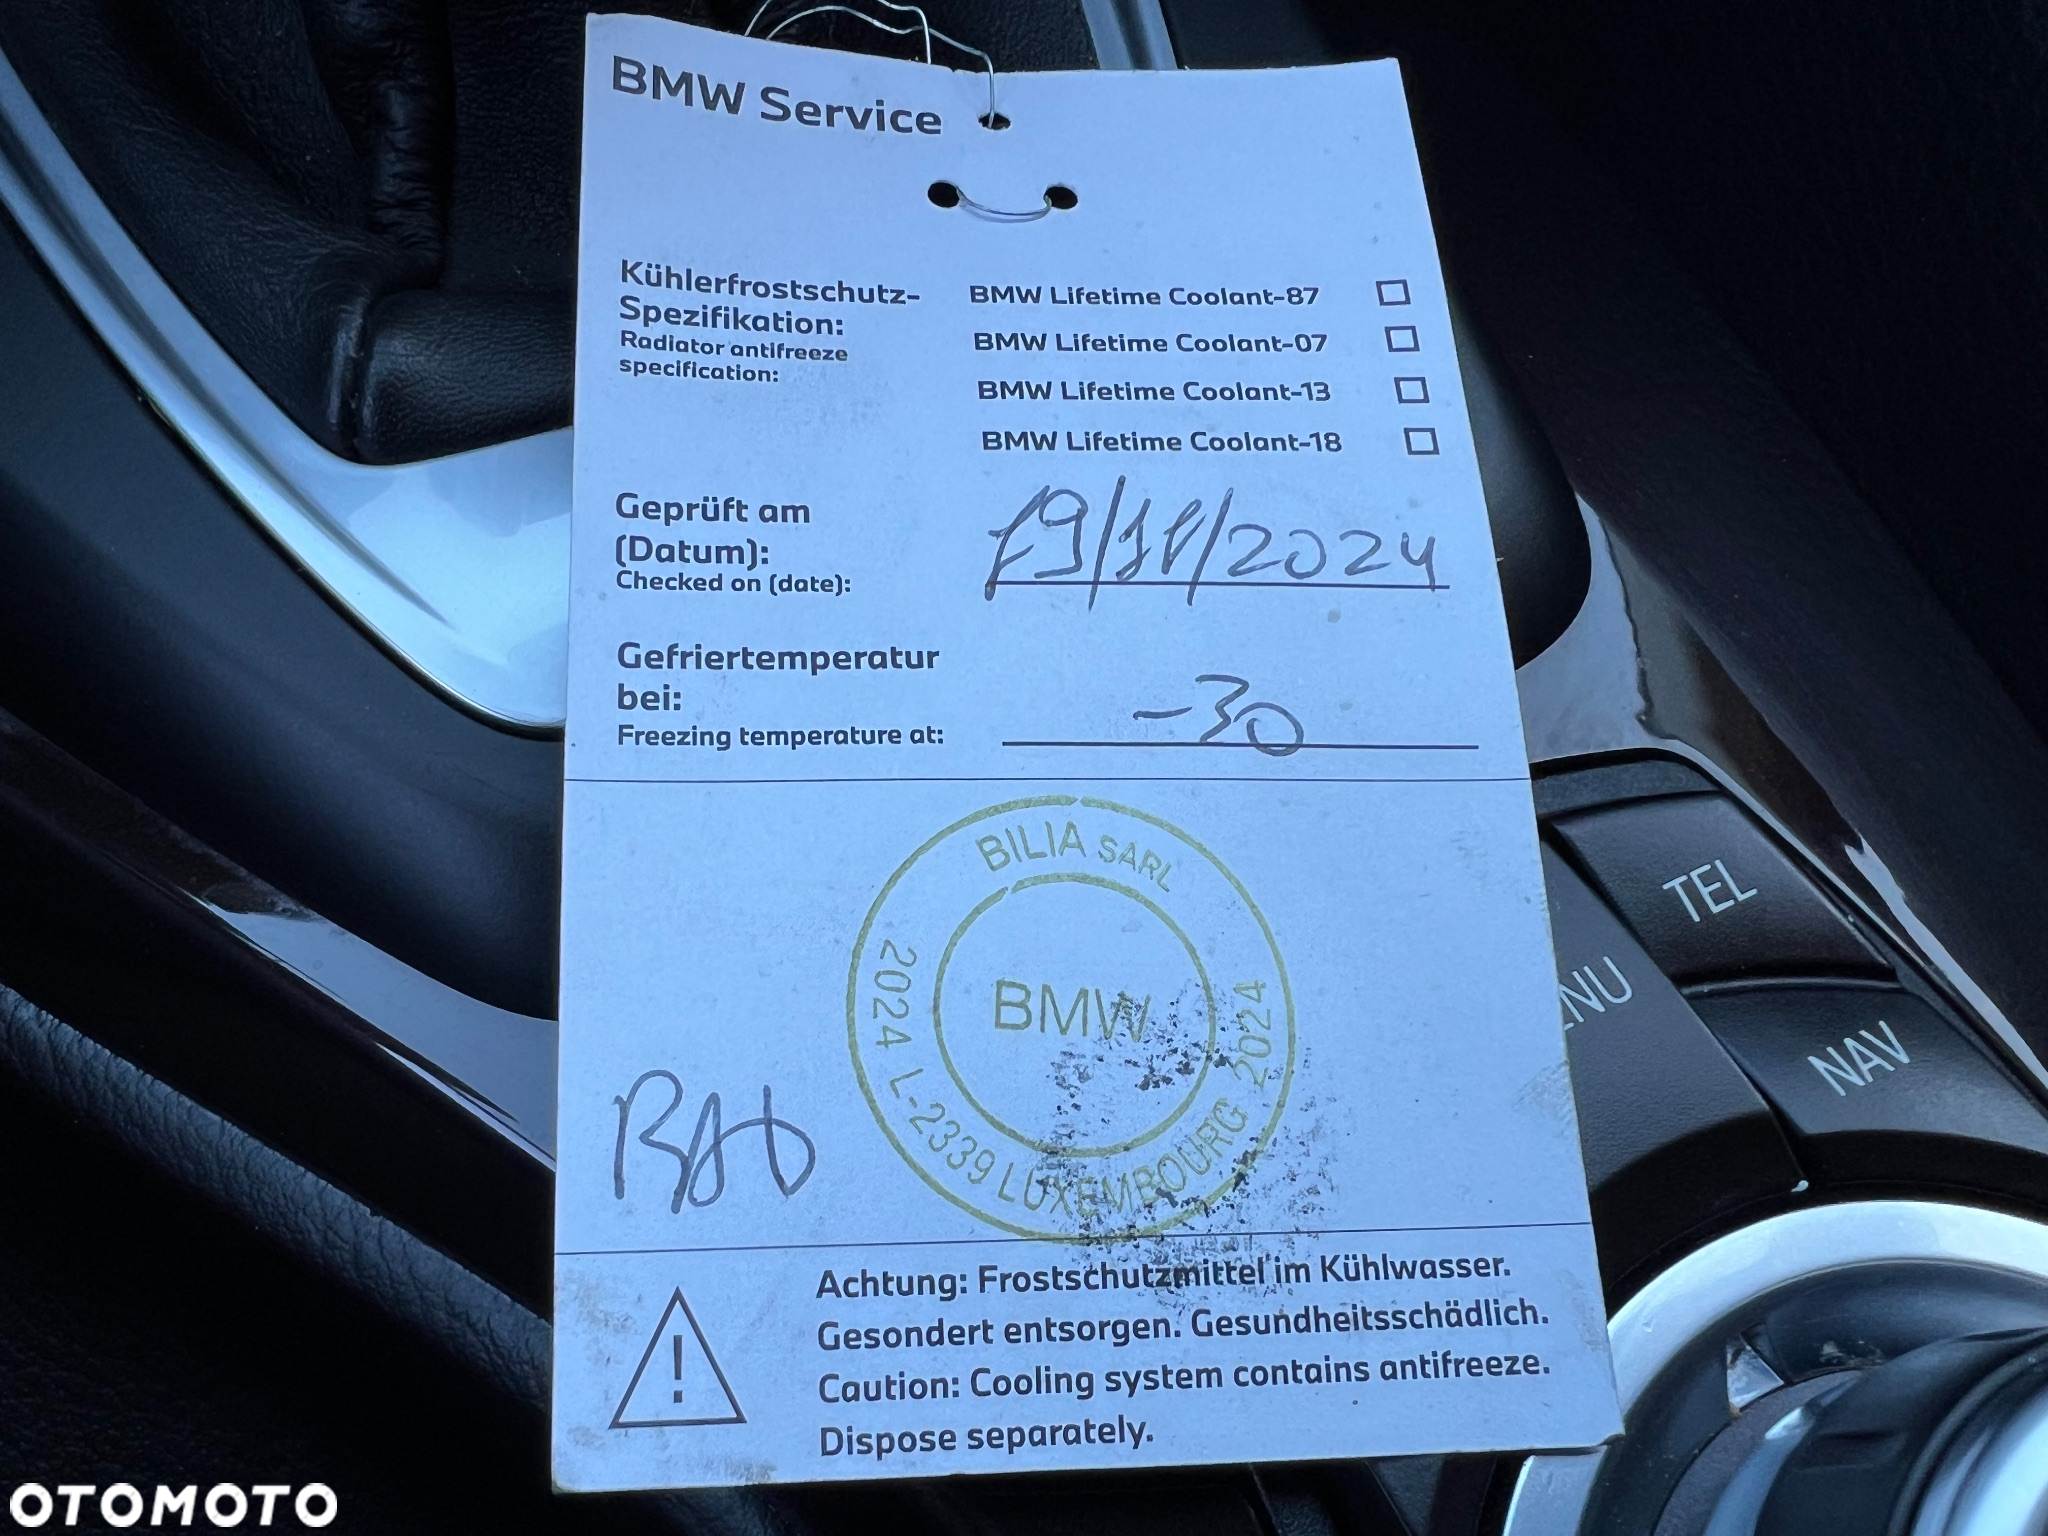 BMW Service
Kühlerfrostschutz-
Spezifikation:
Radiator antifreeze
specification:
BMW Lifetime Coolant-87
BMW Lifetime Coolant-07
BMW Lifetime Coolant-13
BMW Lifetime Coolant-18
Geprüft am
(Datum):
Checked on (date):
19/11/2024
Gefriertemperatur
bei:
Freezing temperature at:
-30
BILIA SARL
BMW
2024 L-2339 LUXEMBOURG 2024
Achtung: Frostschutzmittel im Kühlwasser.
Gesondert entsorgen. Gesundheitsschädlich.
Caution: Cooling system contains antifreeze.
Dispose separately.
TEL
NAV
OTOMOTO